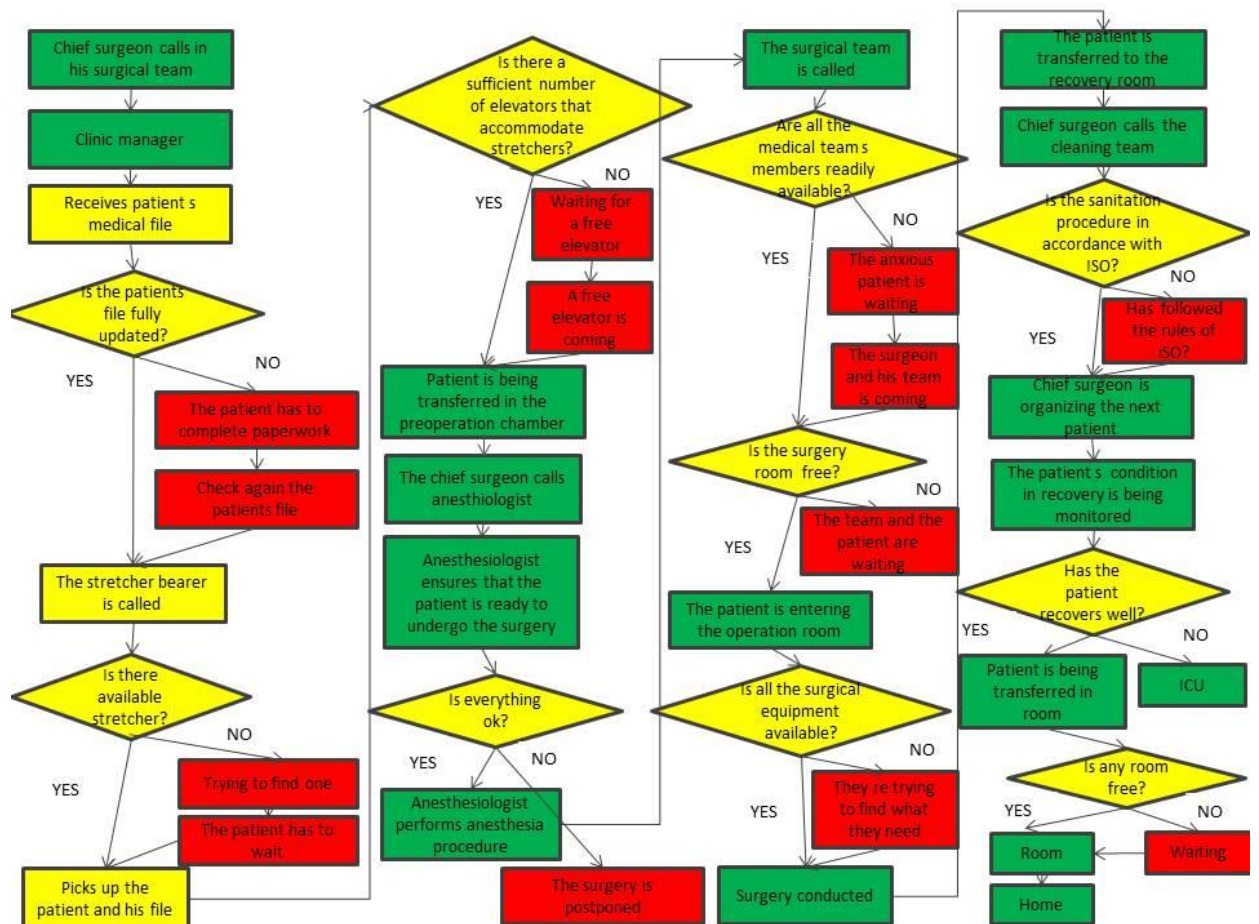 Chief surgeon calls in
his surgical team
Clinic manager
Receives patient s
medical file
Is the patients
file fully
updated?
YES
NO
The patient has to
complete paperwork
Check again the
patients file
The stretcher bearer
is called
Is there
available
stretcher?
YES
NO
Trying to find one
The patient has to
wait
Picks up the
patient and his file
Is there a
sufficient number
of elevators that
accommodate
stretchers?
YES
NO
Waiting for
a free
elevator
A free
elevator is
coming
Patient is being
transferred in the
preoperation chamber
The chief surgeon calls
anesthiologist
Anesthesiologist
ensures that the
patient is ready to
undergo the surgery
Is everything
ok?
YES
NO
Anesthesiologist
performs anesthesia
procedure
The surgery is
postponed
The surgical team
is called
Are all the
medical team s
members readily
available?
YES
NO
The anxious
patient is
waiting
The surgeon
and his team
is coming
Is the surgery
room free?
YES
NO
The team and the
patient are
waiting
The patient is entering
the operation room
Is all the surgical
equipment
available?
YES
NO
They re trying
to find what
they need
Surgery conducted
The patient is
transferred to the
recovery room
Chief surgeon calls the
cleaning team
Is the sanitation
procedure in
accordance with
ISO?
YES
NO
Has followed
the rules of
iSO?
Chief surgeon is
organizing the next
patient
The patient s condition
in recovery is being
monitored
Has the
patient
recovers well?
YES
NO
Patient is being
transferred in
room
ICU
Is any room
free?
YES
NO
Room
Waiting
Home